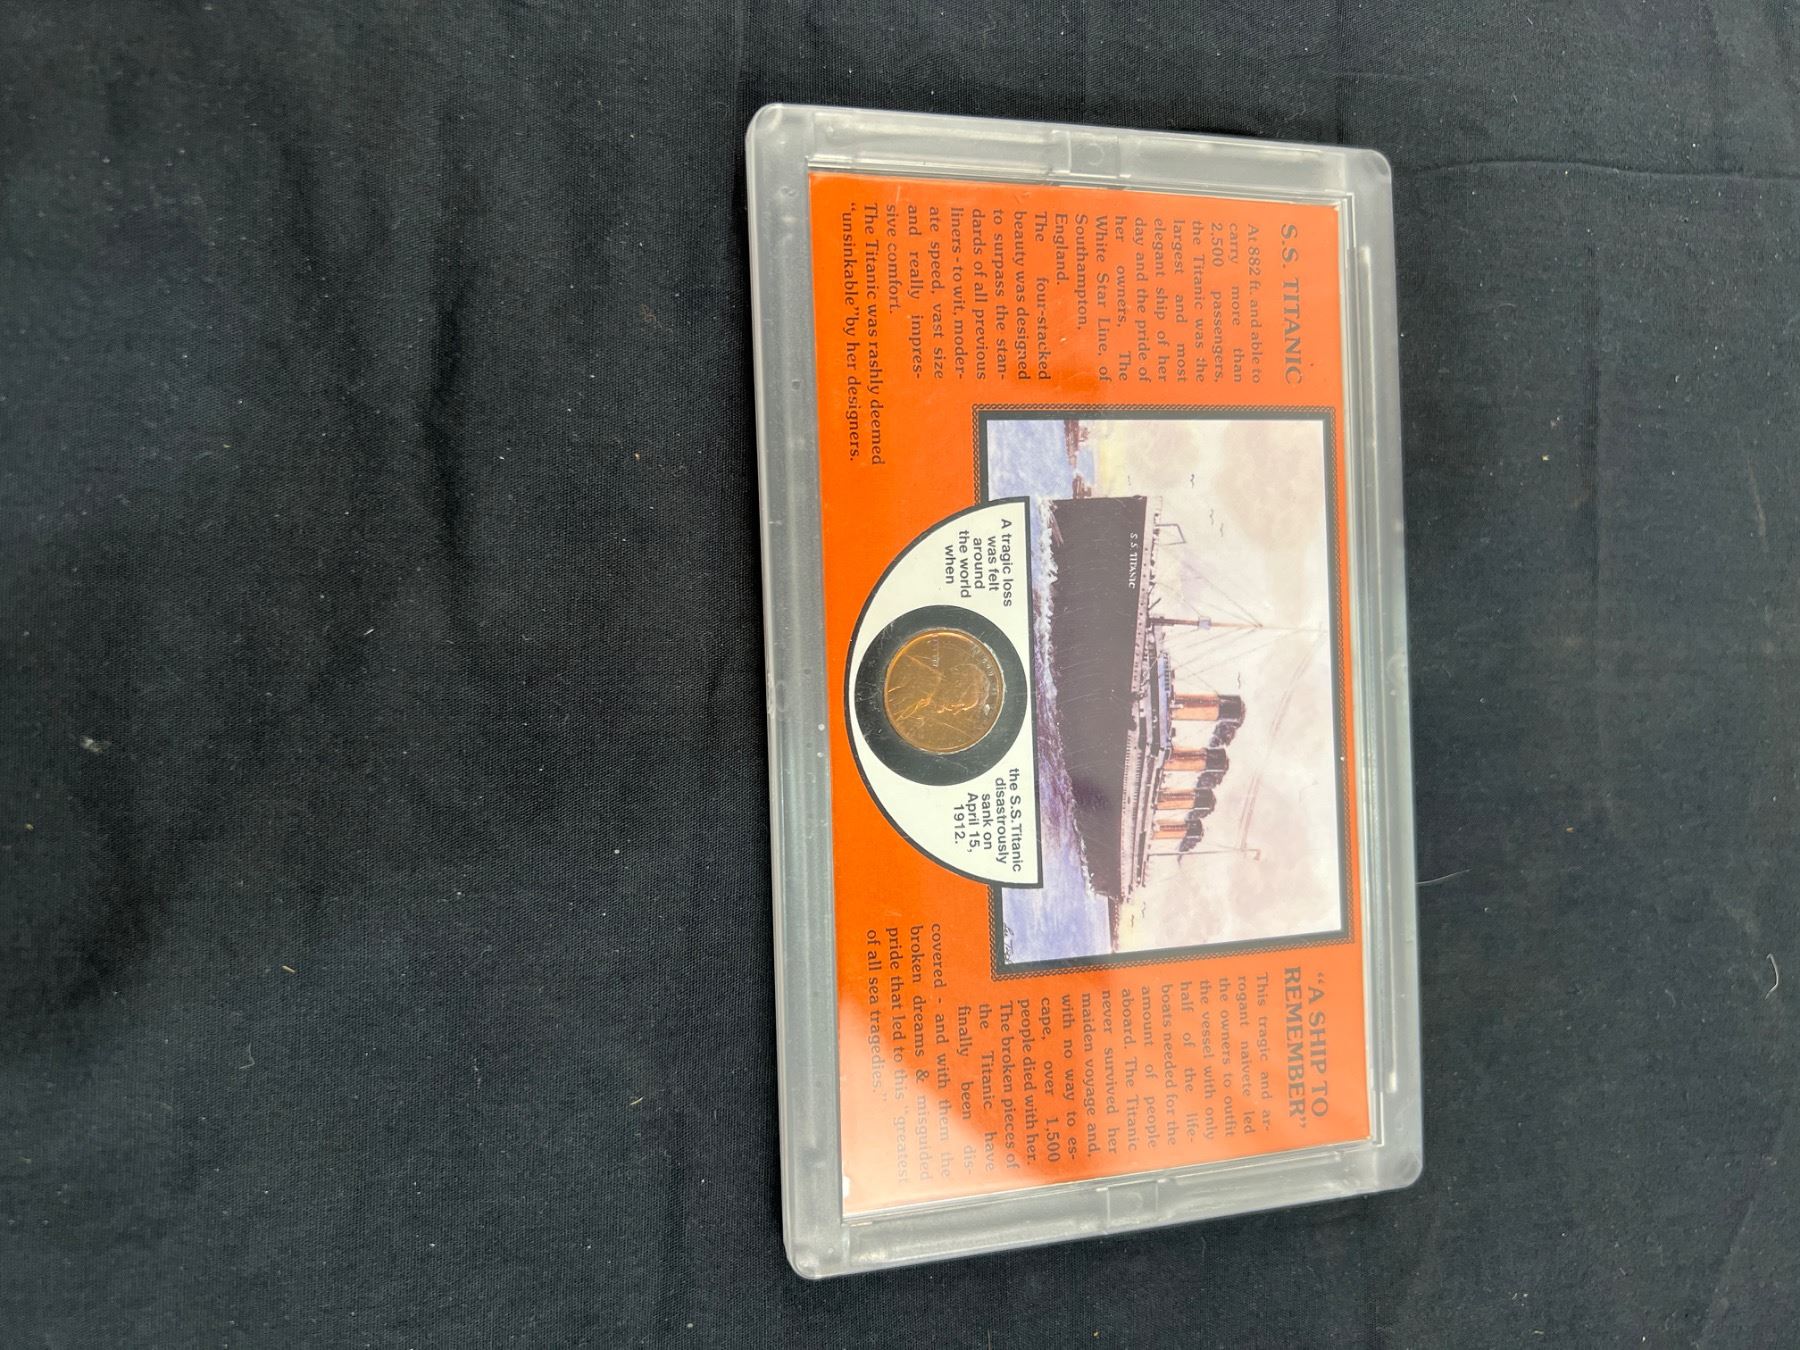 S.S. TITANIC
At 882 ft. and able to
carry more than
2,500 passengers,
the Titanic was the
largest and most
elegant ship of her
day and the pride of
her owners, The
White Star Line, of
Southampton,
England.
The four-stacked
beauty was designed
to surpass the stan-
dards of all previous
liners - to wit, moder-
ate speed, vast size
and really impres-
sive comfort.
The Titanic was rashly deemed
"unsinkable" by her designers.
S.S. TITANIC
A tragic loss
was felt
around
the world
when
the S.S. Titanic
disastrously
sank on
April 15,
1912.
"A SHIP TO
REMEMBER"
This tragic and ar-
rogant naivete led
the owners to outfit
the vessel with only
half of the life-
boats needed for the
amount of people
aboard. The Titanic
never survived her
maiden voyage and,
with no way to es-
cape, over 1,500
people died with her.
The broken pieces of
the Titanic have
finally been dis-
covered - and with them the
broken dreams & misguided
pride that led to this "greatest
of all sea tragedies."